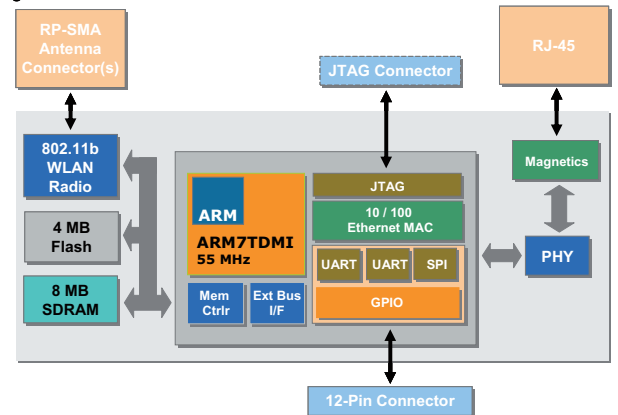 RP-SMA
Antenna
Connector(s)
JTAG Connector
RJ-45
802.11b
WLAN
Radio
4 MB
Flash
8 MB
SDRAM
ARM
ARM7TDMI
55 MHz
Mem
Ctrlr
Ext Bus
I/F
JTAG
10 / 100
Ethernet MAC
UART
UART
SPI
GPIO
Magnetics
PHY
12-Pin Connector